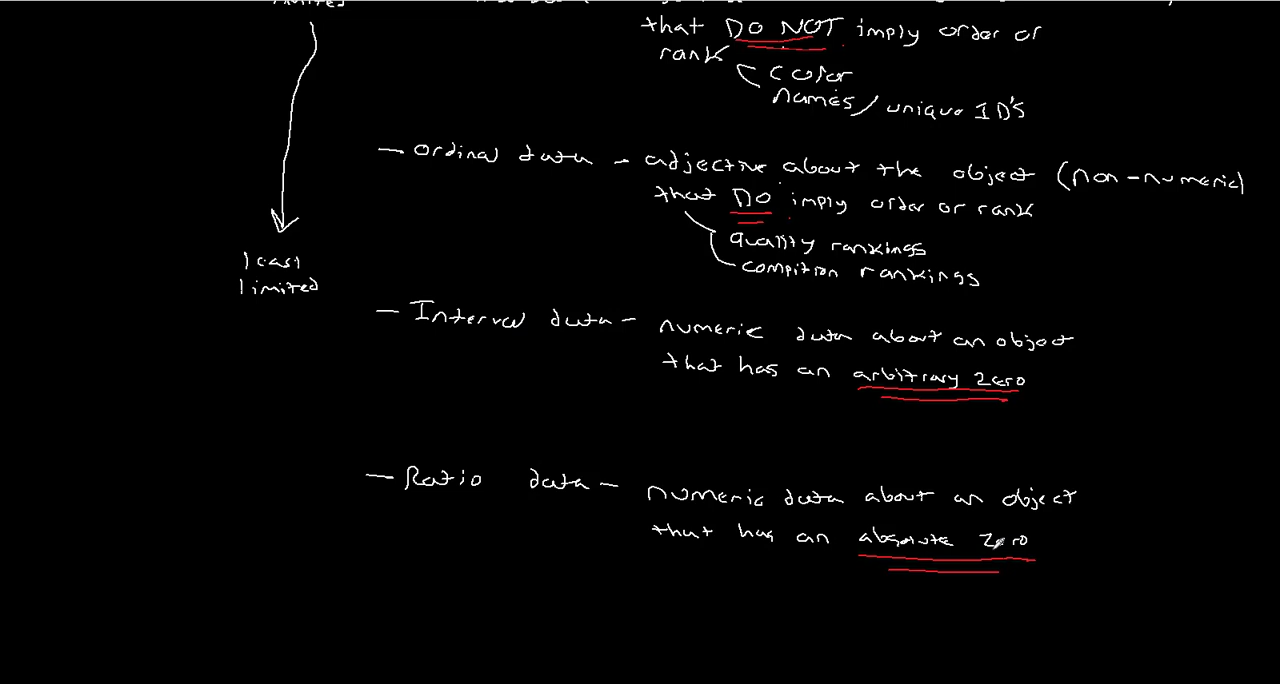 that DO NOT imply order or
rank
color
names/unique ID's
- Ordinal data - adjective about the object (non-numeric)
that DO imply order or rank
quality rankings
compition rankings
least
limited
- Interval data - numeric data about an object
that has an arbitrary zero
- Ratio data - numeric data about an object
that has an absolute zero